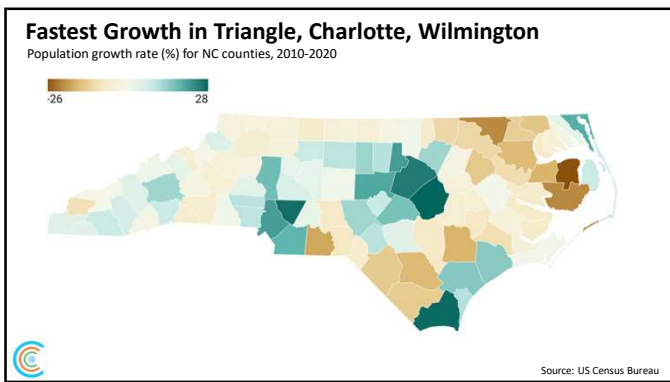 Fastest Growth in Triangle, Charlotte, Wilmington
Population growth rate (%) for NC counties, 2010-2020
-26 28
Source: US Census Bureau